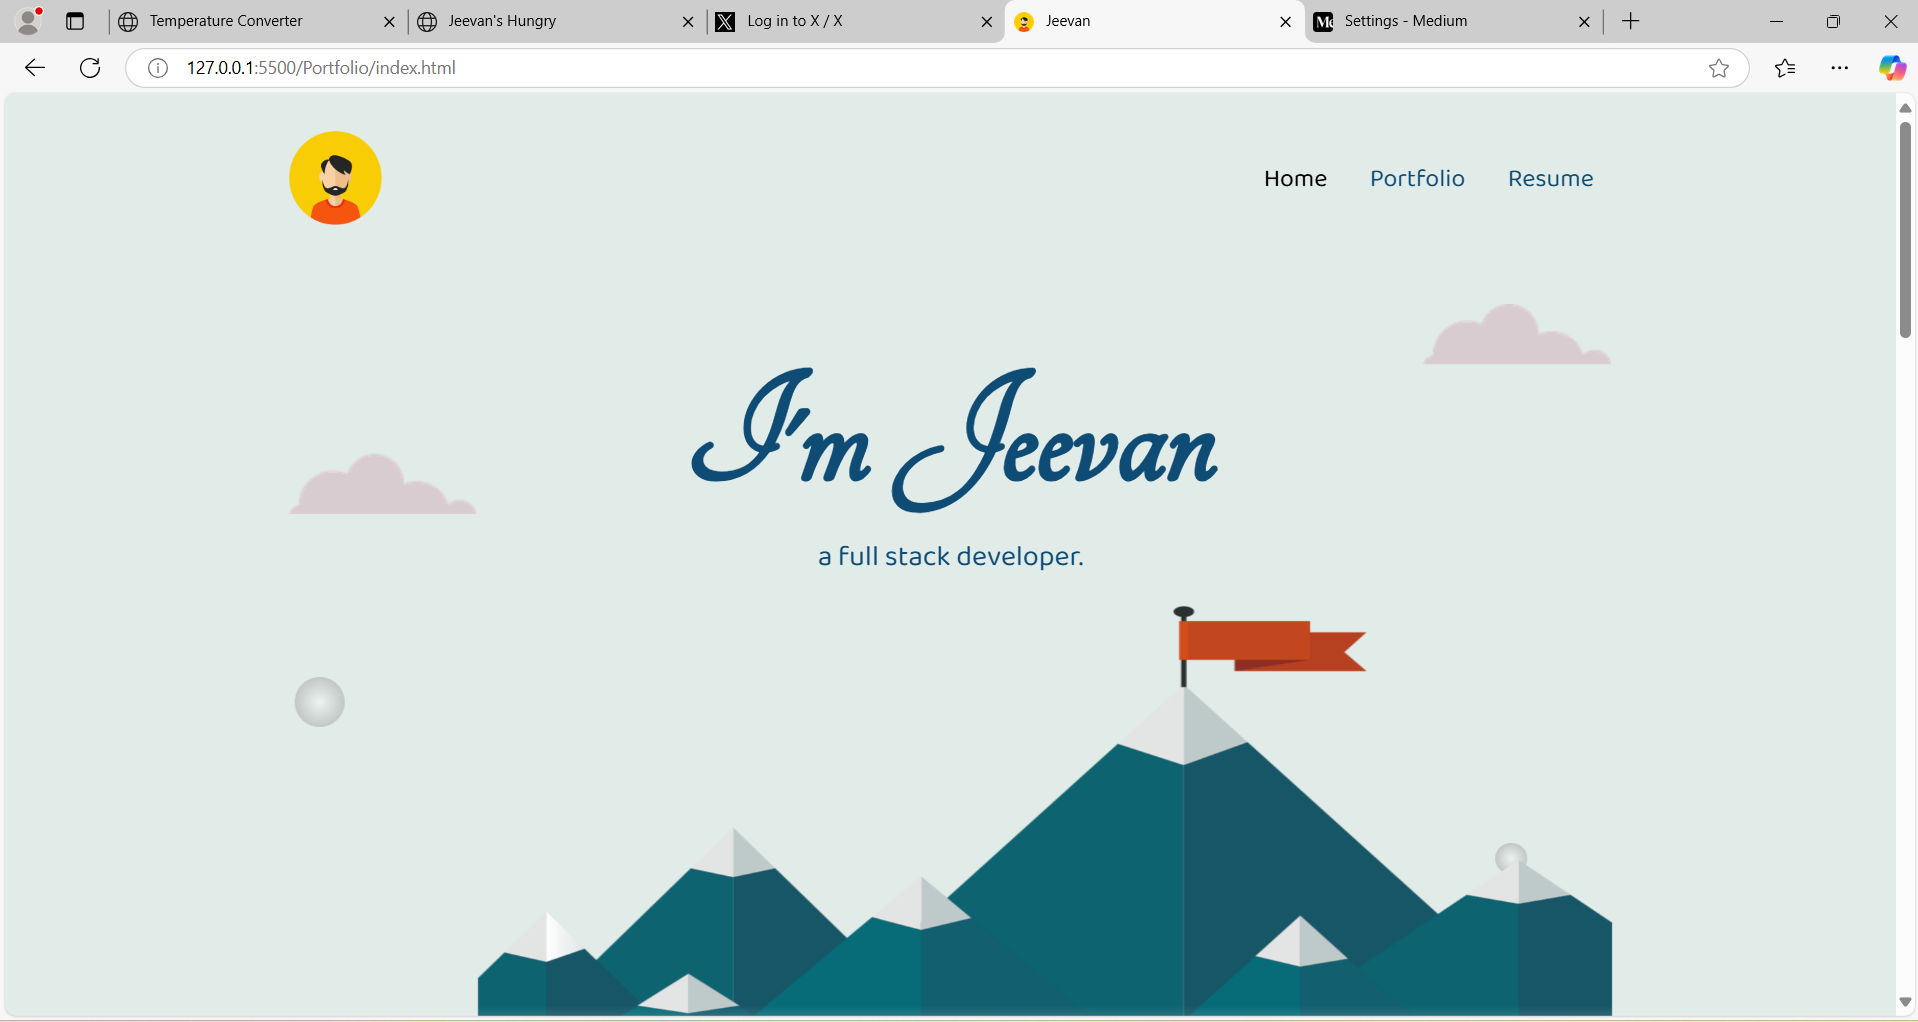 Temperature Converter
Jeevan's Hungry
Log in to X / X
Jeevan
Settings - Medium
127.0.0.1:5500/Portfolio/index.html
Home Portfolio Resume
I'm Jeevan
a full stack developer.